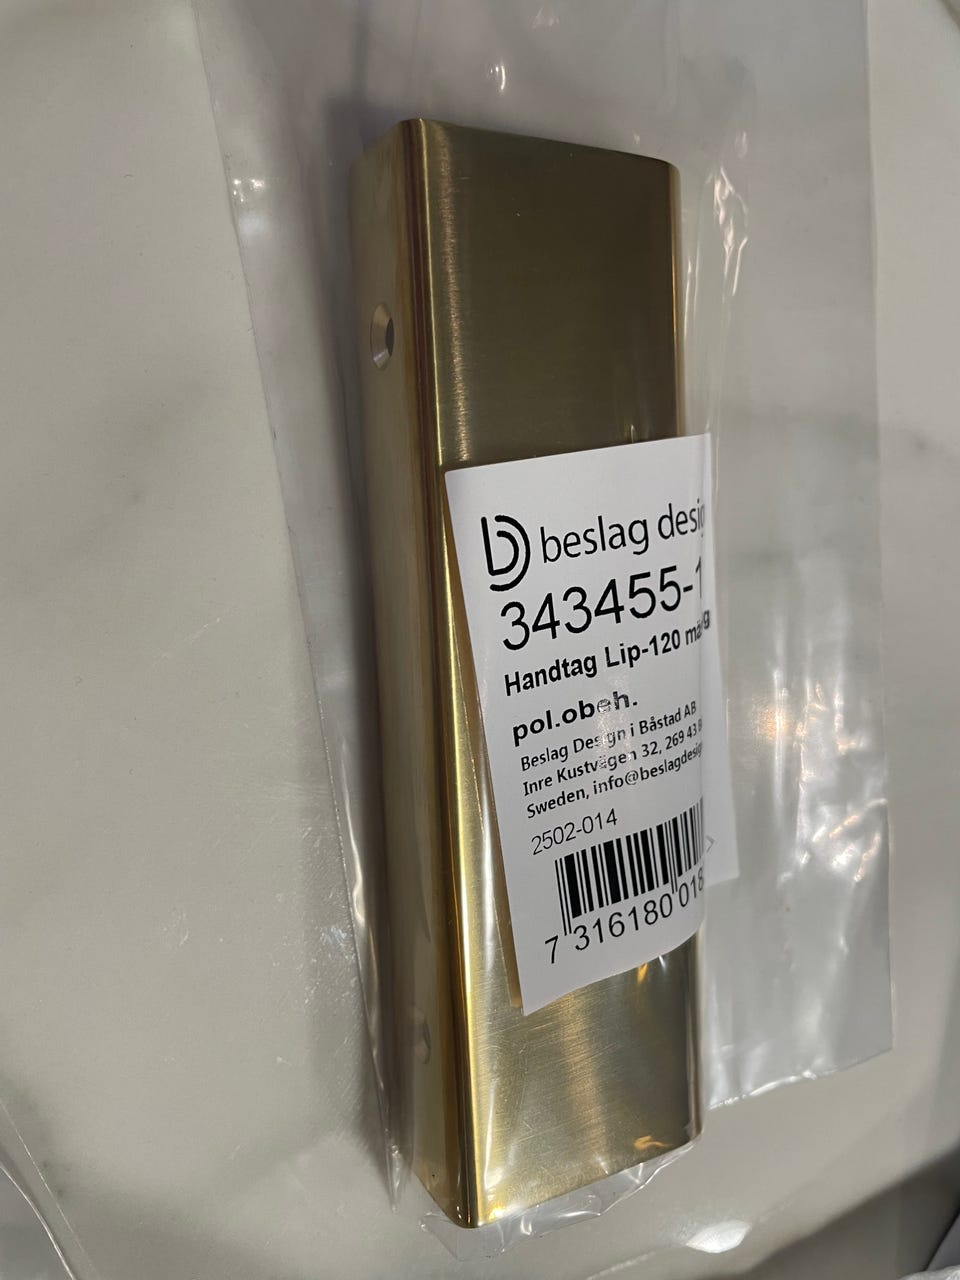 beslag desig
343455-1
Handtag Lip-120 mä
pol.obeh.
Beslag Design i Båstad AB
Inre Kustvägen 32, 269 43 B
Sweden, info@beslagdesig
2502-014
7 316180 018